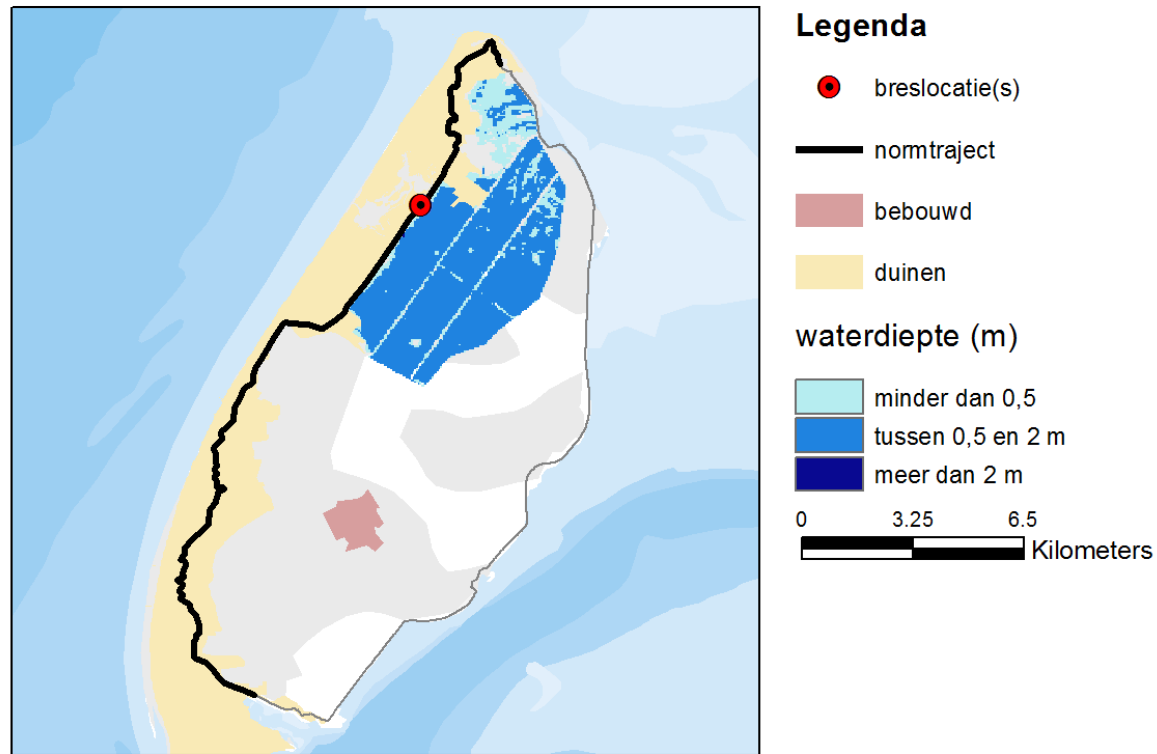 Legenda
breslocatie(s)
normtraject
bebouwd
duinen
waterdiepte (m)
minder dan 0,5
tussen 0,5 en 2 m
meer dan 2 m
0 3.25 6.5
Kilometers